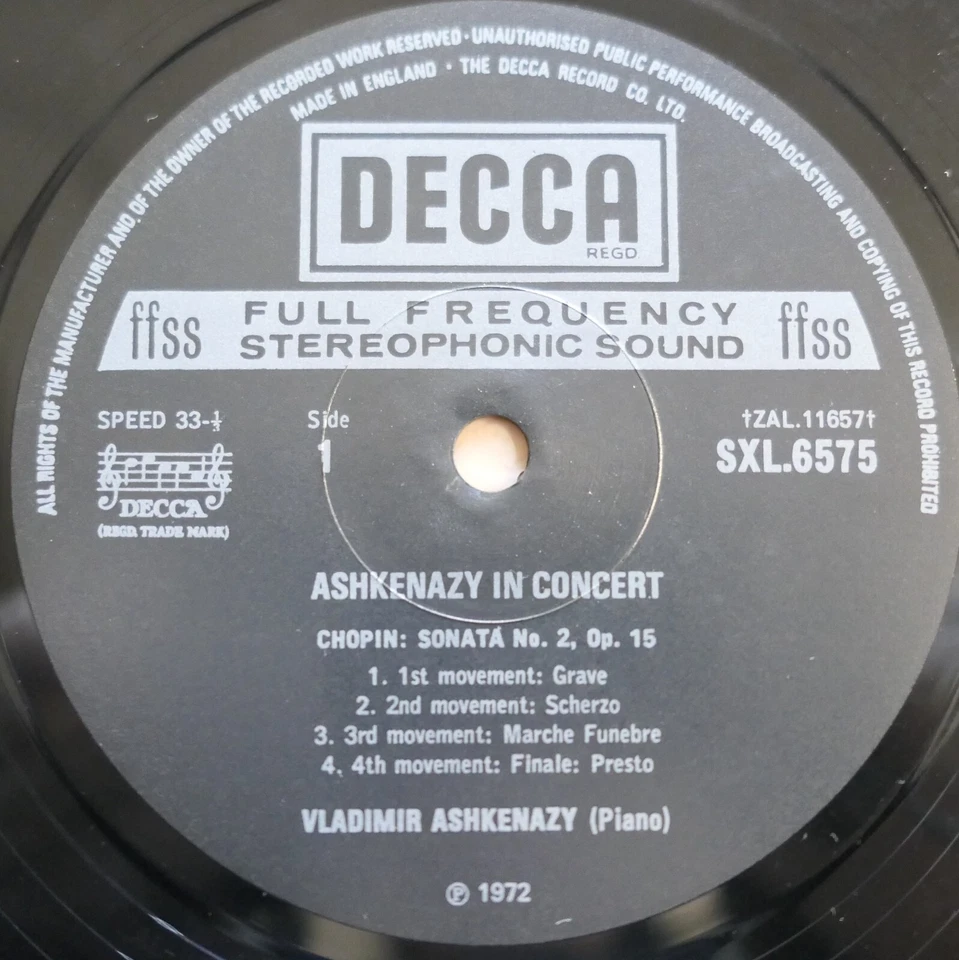 ALL RIGHTS OF THE MANUFACTURER AND OF THE OWNER OF THE RECORDED WORK RESERVED · UNAUTHORISED PUBLIC PERFORMANCE BROADCASTING AND COPYING OF THIS RECORD PROHIBITED
MADE IN ENGLAND · THE DECCA RECORD CO. LTD.
DECCA
REGD.
ffss FULL FREQUENCY STEREOPHONIC SOUND ffss
SPEED 33-⅓
Side
1
†ZAL.11657†
SXL.6575
DECCA
(REGD. TRADE MARK)
ASHKENAZY IN CONCERT
CHOPIN: SONATA No. 2, Op. 15
1. 1st movement: Grave
2. 2nd movement: Scherzo
3. 3rd movement: Marche Funebre
4. 4th movement: Finale: Presto
VLADIMIR ASHKENAZY (Piano)
℗ 1972